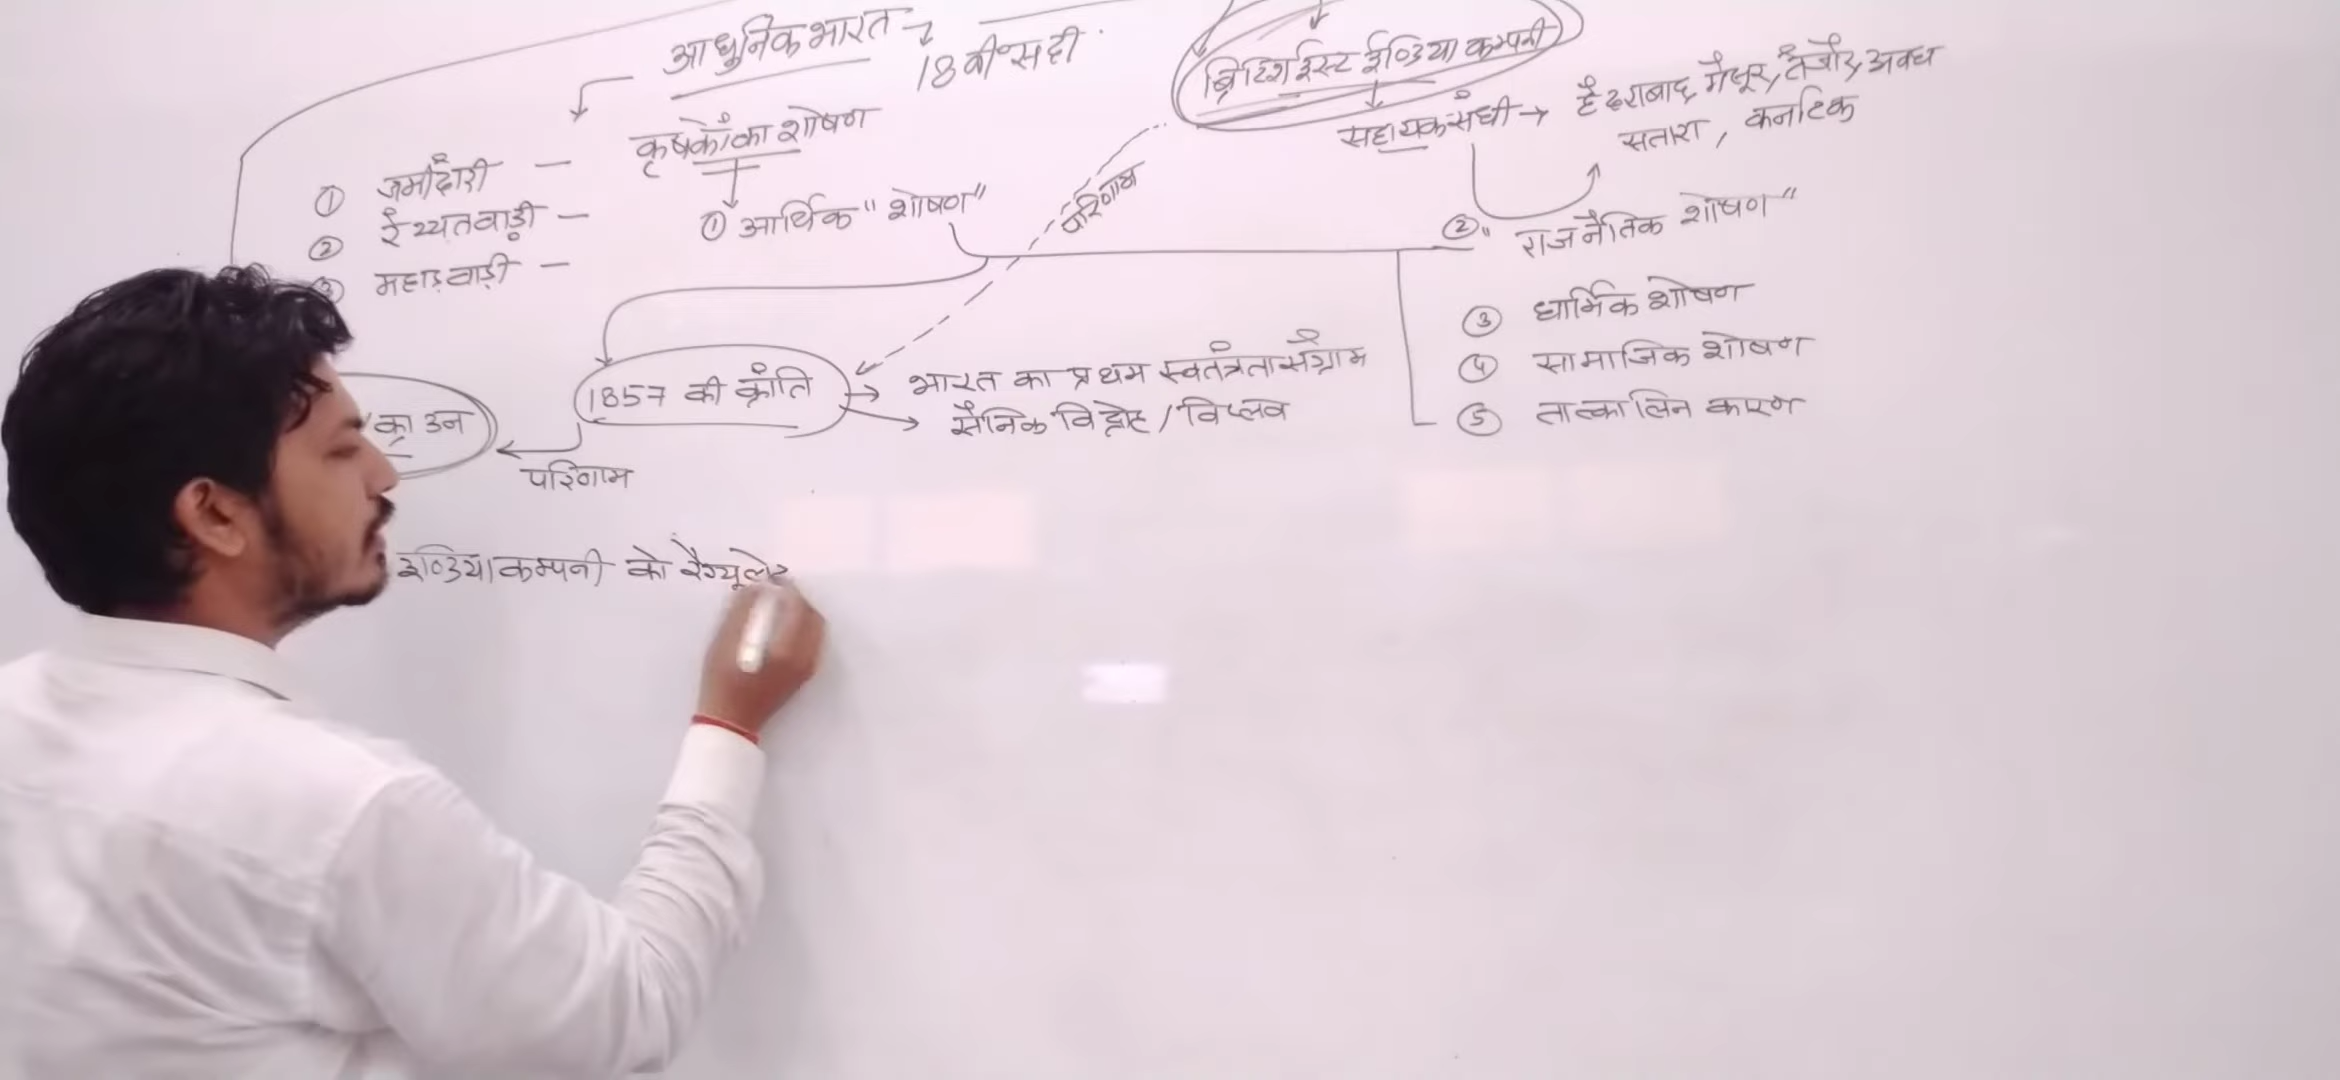 आधुनिक भारत → 18 वीं सदी
ब्रिटिश ईस्ट ईण्डिया कम्पनी
सहायक संधी → हैदराबाद, मैसूर, तंजौर, अवध
सतारा, कर्नाटक
कृषकों का शोषण
① जमींदारी —
② रैय्यतवाड़ी —
③ महालवाड़ी —
① आर्थिक "शोषण"
परिणाम
② "राजनैतिक शोषण"
③ धार्मिक शोषण
④ सामाजिक शोषण
⑤ तात्कालिन कारण
1857 की क्रांति
→ भारत का प्रथम स्वतंत्रता संग्राम
→ सैनिक विद्रोह / विप्लव
का उन
परिणाम
इण्डिया कम्पनी को रेग्यूलेट